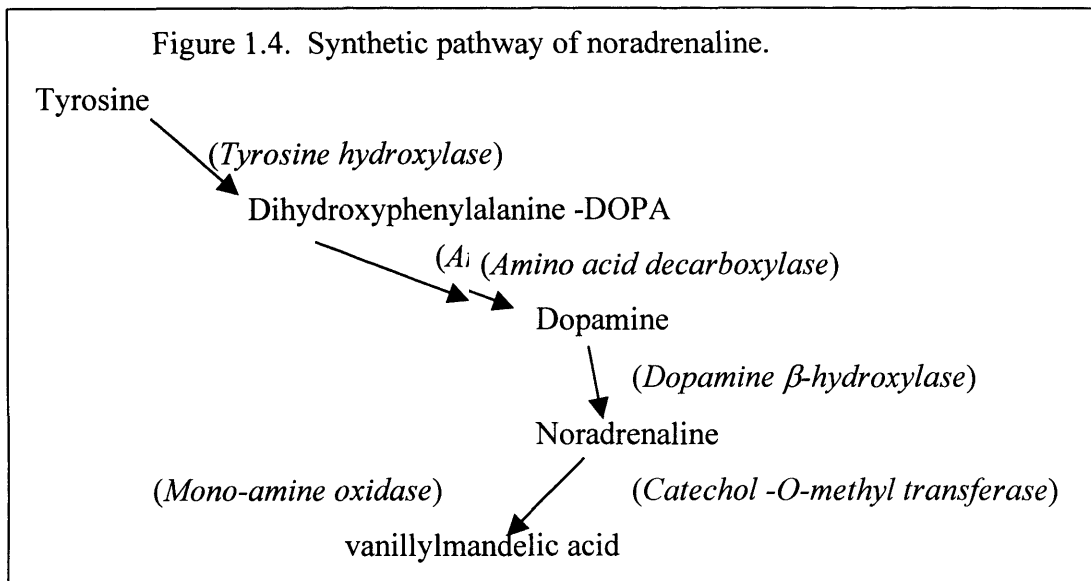 Figure 1.4. Synthetic pathway of noradrenaline.
Tyrosine
(Tyrosine hydroxylase)
Dihydroxyphenylalanine -DOPA
(Amino acid decarboxylase)
Dopamine
(Dopamine β-hydroxylase)
Noradrenaline
(Mono-amine oxidase) (Catechol -O-methyl transferase)
vanillylmandelic acid